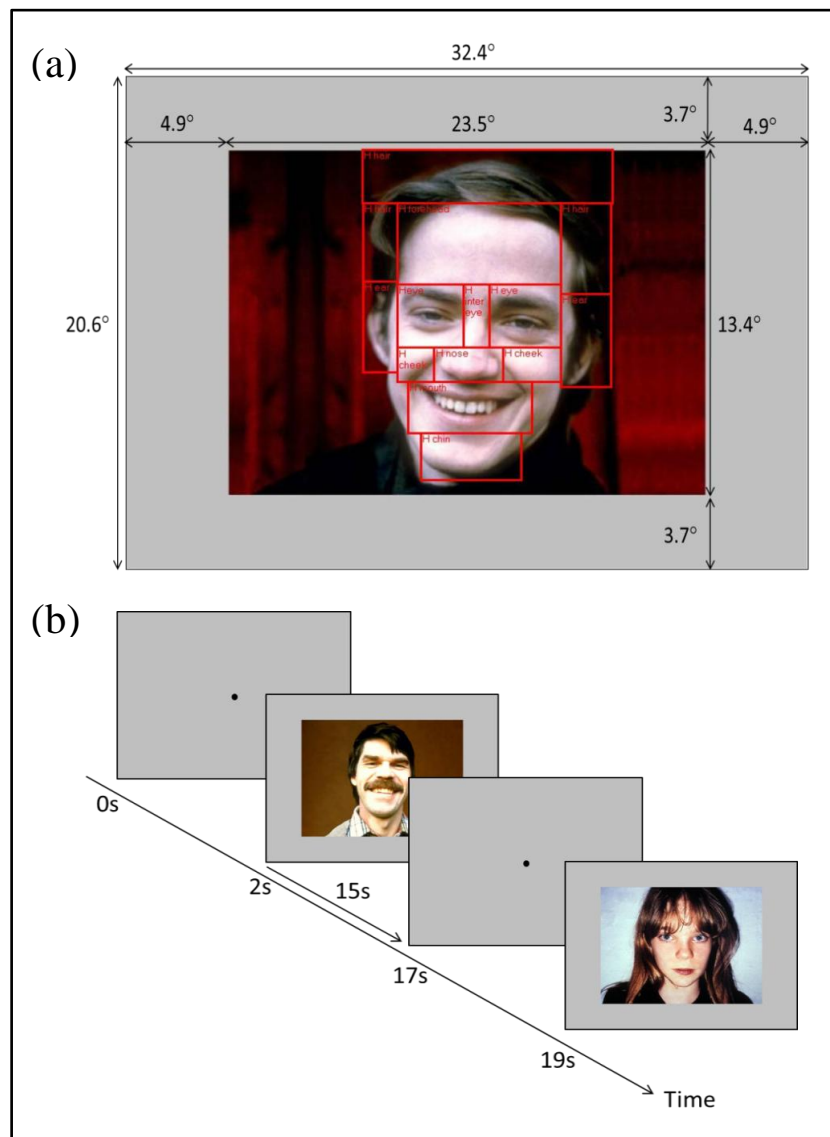 (a)
32.4°
4.9°
23.5°
3.7°
4.9°
H hair
H hair
H forehead
H hair
H ear
H eye
H inter eye
H eye
H ear
20.6°
13.4°
H cheek
H nose
H cheek
H mouth
H chin
3.7°
(b)
0s
2s
15s
17s
19s
Time